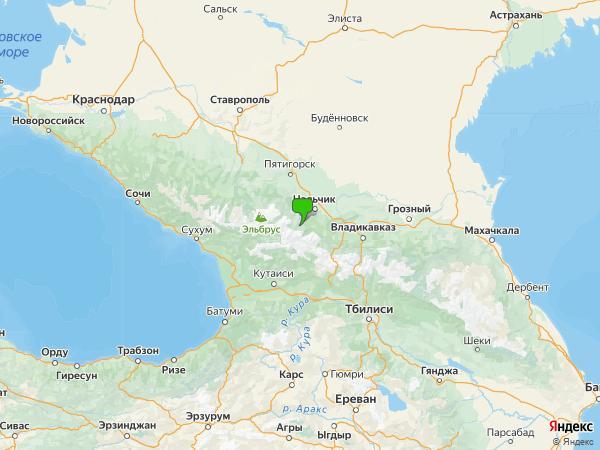 Сальск
Элиста
Астрахань
овское
море
Краснодар
Ставрополь
Новороссийск
Будённовск
Пятигорск
Сочи
Нальчик
Грозный
Эльбрус
Сухум
Владикавказ
Махачкала
Кутаиси
Дербент
Батуми
р. Кура
Тбилиси
р. Кура
Орду
Трабзон
Шеки
Гиресун
Ризе
Карс
Гюмри
Гянджа
Ба
Ереван
р. Аракс
Эрзурум
Сивас
Эрзинджан
Агры
Ыгдыр
Парсабад
Яндекс
© Яндекс